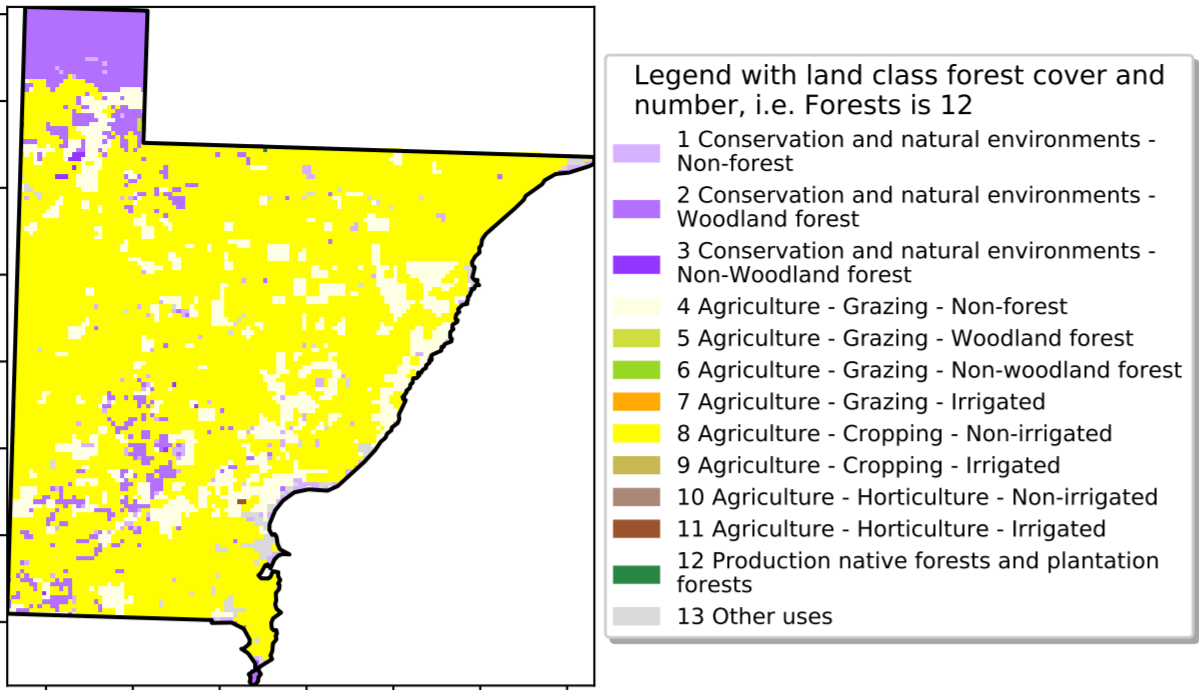 Legend with land class forest cover and
number, i.e. Forests is 12
1 Conservation and natural environments -
Non-forest
2 Conservation and natural environments -
Woodland forest
3 Conservation and natural environments -
Non-Woodland forest
4 Agriculture - Grazing - Non-forest
5 Agriculture - Grazing - Woodland forest
6 Agriculture - Grazing - Non-woodland forest
7 Agriculture - Grazing - Irrigated
8 Agriculture - Cropping - Non-irrigated
9 Agriculture - Cropping - Irrigated
10 Agriculture - Horticulture - Non-irrigated
11 Agriculture - Horticulture - Irrigated
12 Production native forests and plantation
forests
13 Other uses